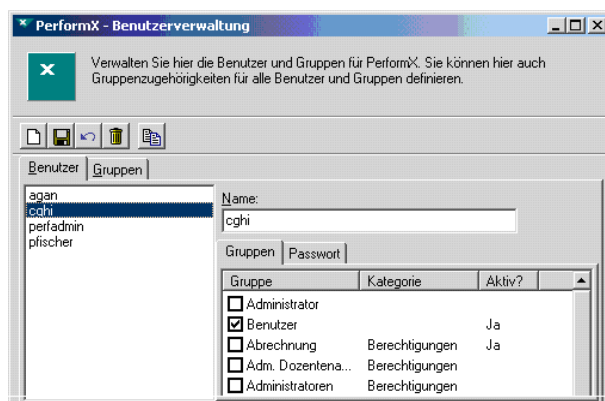 PerformX - Benutzerverwaltung
Verwalten Sie hier die Benutzer und Gruppen für PerformX. Sie können hier auch
Gruppenzugehörigkeiten für alle Benutzer und Gruppen definieren.
Benutzer Gruppen
agan
cghi
perfadmin
pfischer
Name:
cghi
Gruppen Passwort
Gruppe Kategorie Aktiv?
Administrator
Benutzer Ja
Abrechnung Berechtigungen Ja
Adm. Dozentena... Berechtigungen
Administratoren Berechtigungen